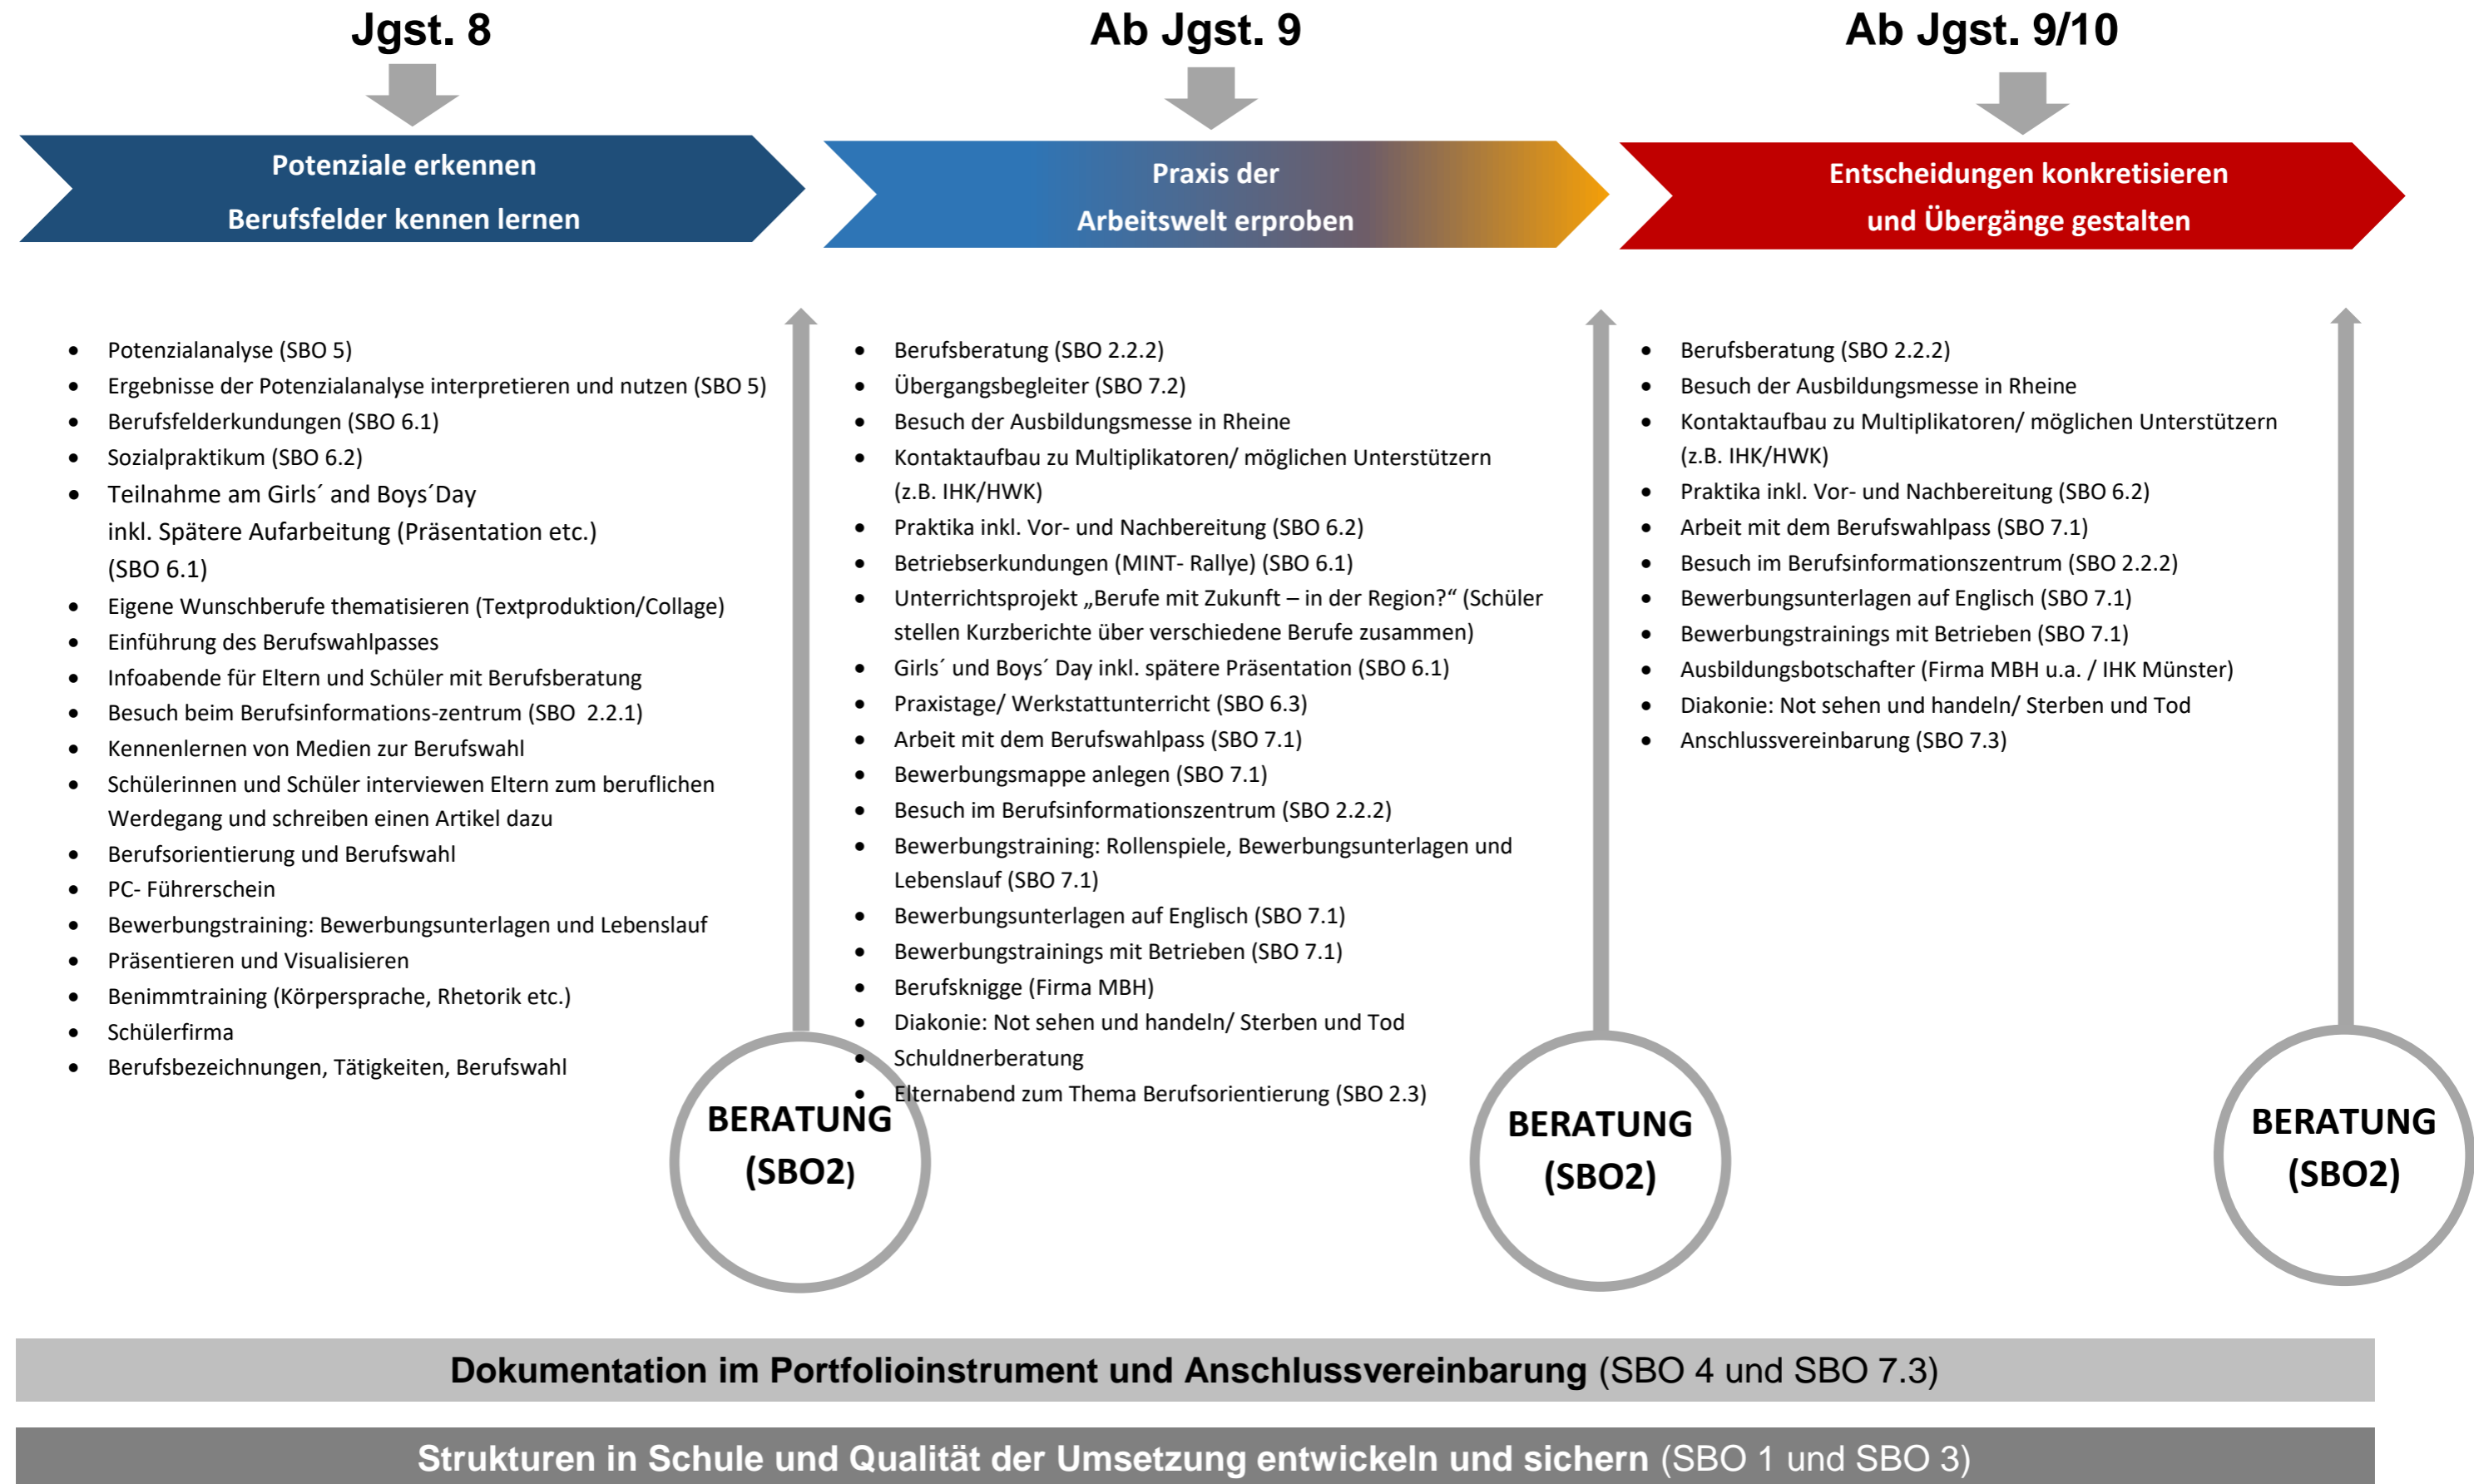 Jgst. 8
Potenziale erkennen
Berufsfelder kennen lernen
• Potenzialanalyse (SBO 5)
• Ergebnisse der Potenzialanalyse interpretieren und nutzen (SBO 5)
• Berufsfelderkundungen (SBO 6.1)
• Sozialpraktikum (SBO 6.2)
• Teilnahme am Girls´ and Boys´Day
inkl. Spätere Aufarbeitung (Präsentation etc.)
(SBO 6.1)
• Eigene Wunschberufe thematisieren (Textproduktion/Collage)
• Einführung des Berufswahlpasses
• Infoabende für Eltern und Schüler mit Berufsberatung
• Besuch beim Berufsinformations-zentrum (SBO  2.2.1)
• Kennenlernen von Medien zur Berufswahl
• Schülerinnen und Schüler interviewen Eltern zum beruflichen
Werdegang und schreiben einen Artikel dazu
• Berufsorientierung und Berufswahl
• PC- Führerschein
• Bewerbungstraining: Bewerbungsunterlagen und Lebenslauf
• Präsentieren und Visualisieren
• Benimmtraining (Körpersprache, Rhetorik etc.)
• Schülerfirma
• Berufsbezeichnungen, Tätigkeiten, Berufswahl
BERATUNG
(SBO2)
Ab Jgst. 9
Praxis der
Arbeitswelt erproben
• Berufsberatung (SBO 2.2.2)
• Übergangsbegleiter (SBO 7.2)
• Besuch der Ausbildungsmesse in Rheine
• Kontaktaufbau zu Multiplikatoren/ möglichen Unterstützern
(z.B. IHK/HWK)
• Praktika inkl. Vor- und Nachbereitung (SBO 6.2)
• Betriebserkundungen (MINT- Rallye) (SBO 6.1)
• Unterrichtsprojekt „Berufe mit Zukunft – in der Region?“ (Schüler
stellen Kurzberichte über verschiedene Berufe zusammen)
• Girls´ und Boys´ Day inkl. spätere Präsentation (SBO 6.1)
• Praxistage/ Werkstattunterricht (SBO 6.3)
• Arbeit mit dem Berufswahlpass (SBO 7.1)
• Bewerbungsmappe anlegen (SBO 7.1)
• Besuch im Berufsinformationszentrum (SBO 2.2.2)
• Bewerbungstraining: Rollenspiele, Bewerbungsunterlagen und
Lebenslauf (SBO 7.1)
• Bewerbungsunterlagen auf Englisch (SBO 7.1)
• Bewerbungstrainings mit Betrieben (SBO 7.1)
• Berufsknigge (Firma MBH)
• Diakonie: Not sehen und handeln/ Sterben und Tod
• Schuldnerberatung
• Elternabend zum Thema Berufsorientierung (SBO 2.3)
BERATUNG
(SBO2)
Ab Jgst. 9/10
Entscheidungen konkretisieren
und Übergänge gestalten
• Berufsberatung (SBO 2.2.2)
• Besuch der Ausbildungsmesse in Rheine
• Kontaktaufbau zu Multiplikatoren/ möglichen Unterstützern
(z.B. IHK/HWK)
• Praktika inkl. Vor- und Nachbereitung (SBO 6.2)
• Arbeit mit dem Berufswahlpass (SBO 7.1)
• Besuch im Berufsinformationszentrum (SBO 2.2.2)
• Bewerbungsunterlagen auf Englisch (SBO 7.1)
• Bewerbungstrainings mit Betrieben (SBO 7.1)
• Ausbildungsbotschafter (Firma MBH u.a. / IHK Münster)
• Diakonie: Not sehen und handeln/ Sterben und Tod
• Anschlussvereinbarung (SBO 7.3)
BERATUNG
(SBO2)
Dokumentation im Portfolioinstrument und Anschlussvereinbarung (SBO 4 und SBO 7.3)
Strukturen in Schule und Qualität der Umsetzung entwickeln und sichern (SBO 1 und SBO 3)